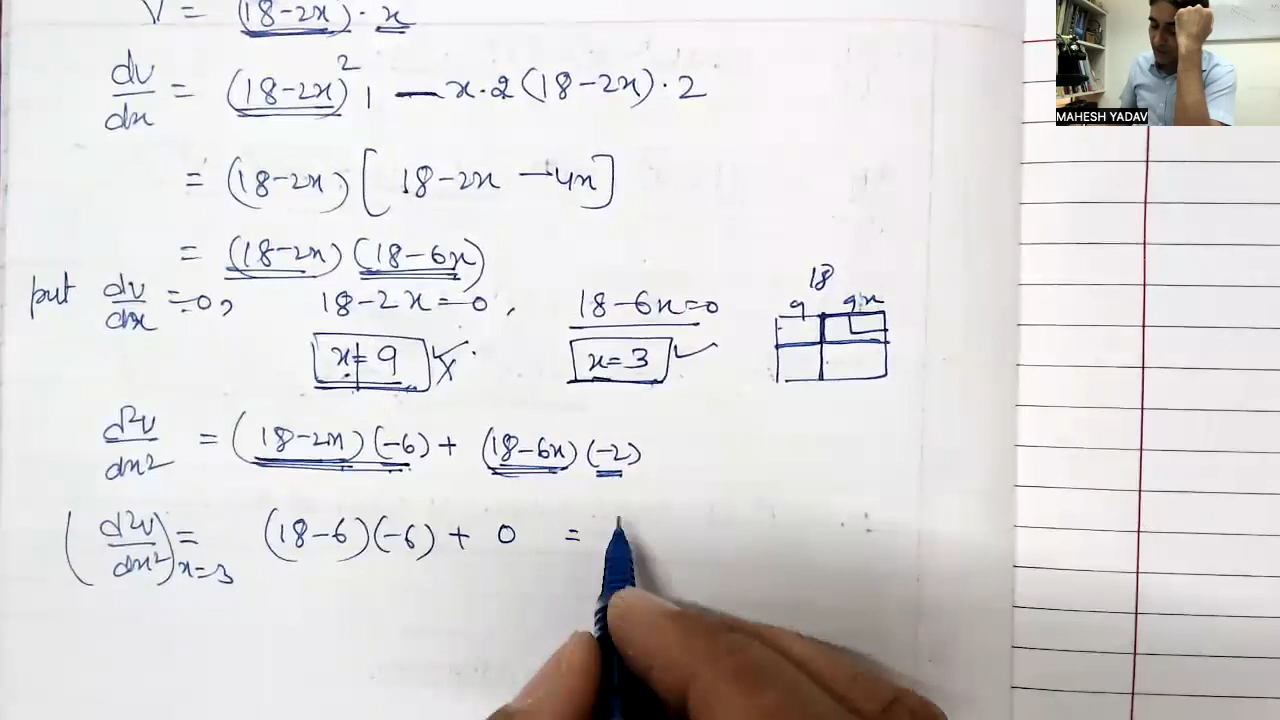 V = (18-2x) · x
dv/dx = (18-2x)² 1 — x·2(18-2x)·2
= (18-2x) [18-2x -4x]
= (18-2x) (18-6x)
put dv/dx = 0, 18-2x=0, 18-6x=0
x≠9 x=3
18
9 9 x
d²v/dx² = (18-2x)(-6) + (18-6x)(-2)
(d²v/dx²)x=3 = (18-6)(-6) + 0 =
MAHESH YADAV